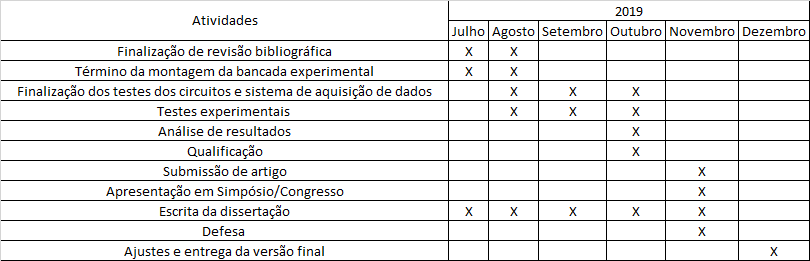 Atividades 2019
Julho Agosto Setembro Outubro Novembro Dezembro
Finalização de revisão bibliográfica X X
Término da montagem da bancada experimental X X
Finalização dos testes dos circuitos e sistema de aquisição de dados X X X
Testes experimentais X X X
Análise de resultados X
Qualificação X
Submissão de artigo X
Apresentação em Simpósio/Congresso X
Escrita da dissertação X X X X X
Defesa X
Ajustes e entrega da versão final X